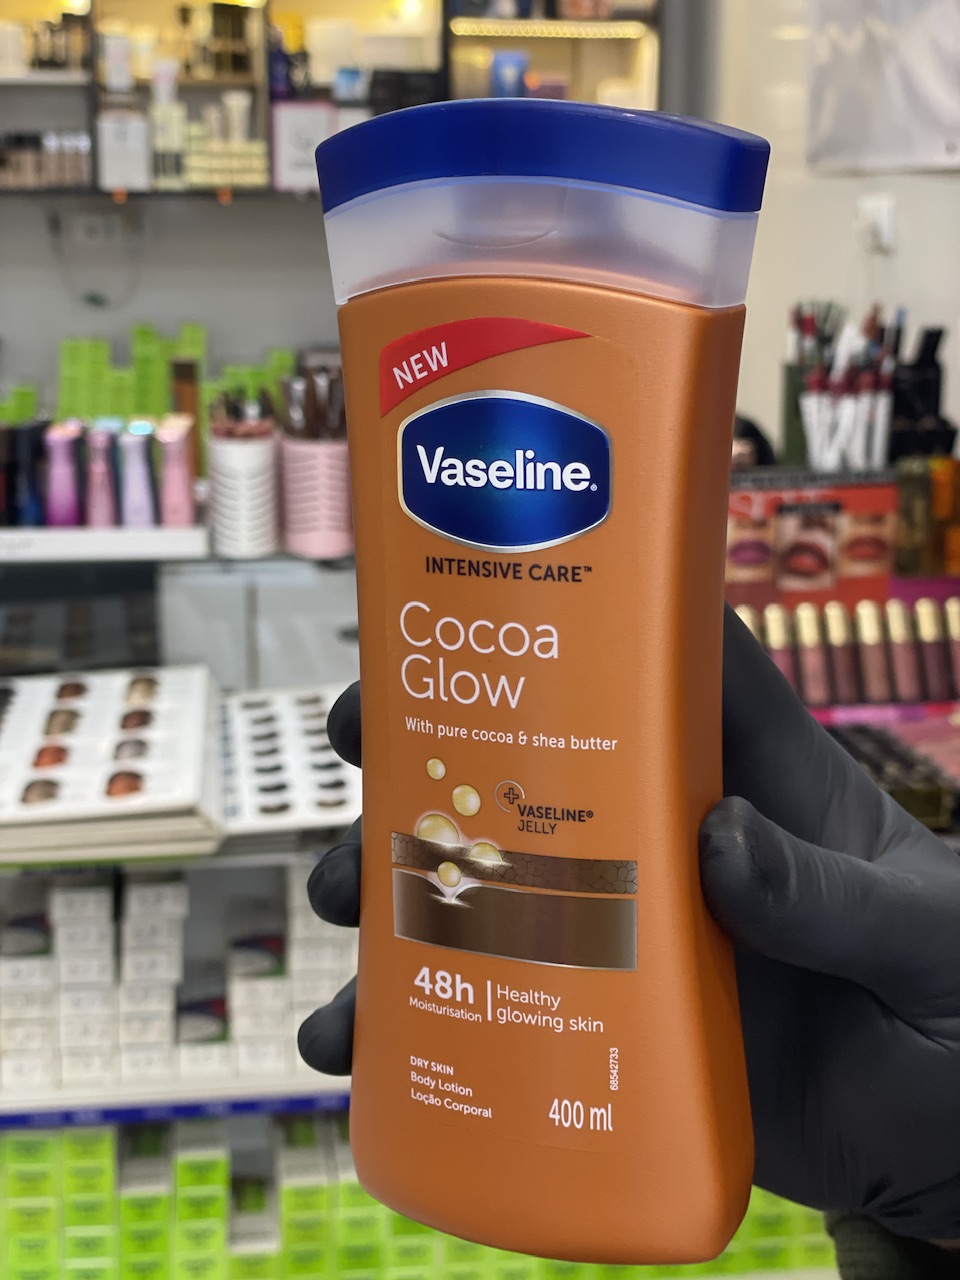 NEW
Vaseline®
INTENSIVE CARE™
Cocoa
Glow
With pure cocoa & shea butter
VASELINE®
JELLY
48h
Moisturisation
Healthy
glowing skin
DRY SKIN
Body Lotion
Loção Corporal
400 ml
68542733